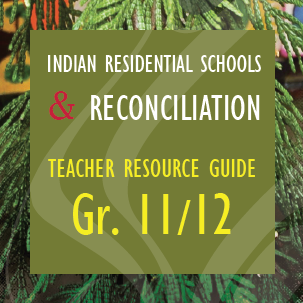 INDIAN RESIDENTIAL SCHOOLS
& RECONCILIATION
TEACHER RESOURCE GUIDE
Gr. 11/12